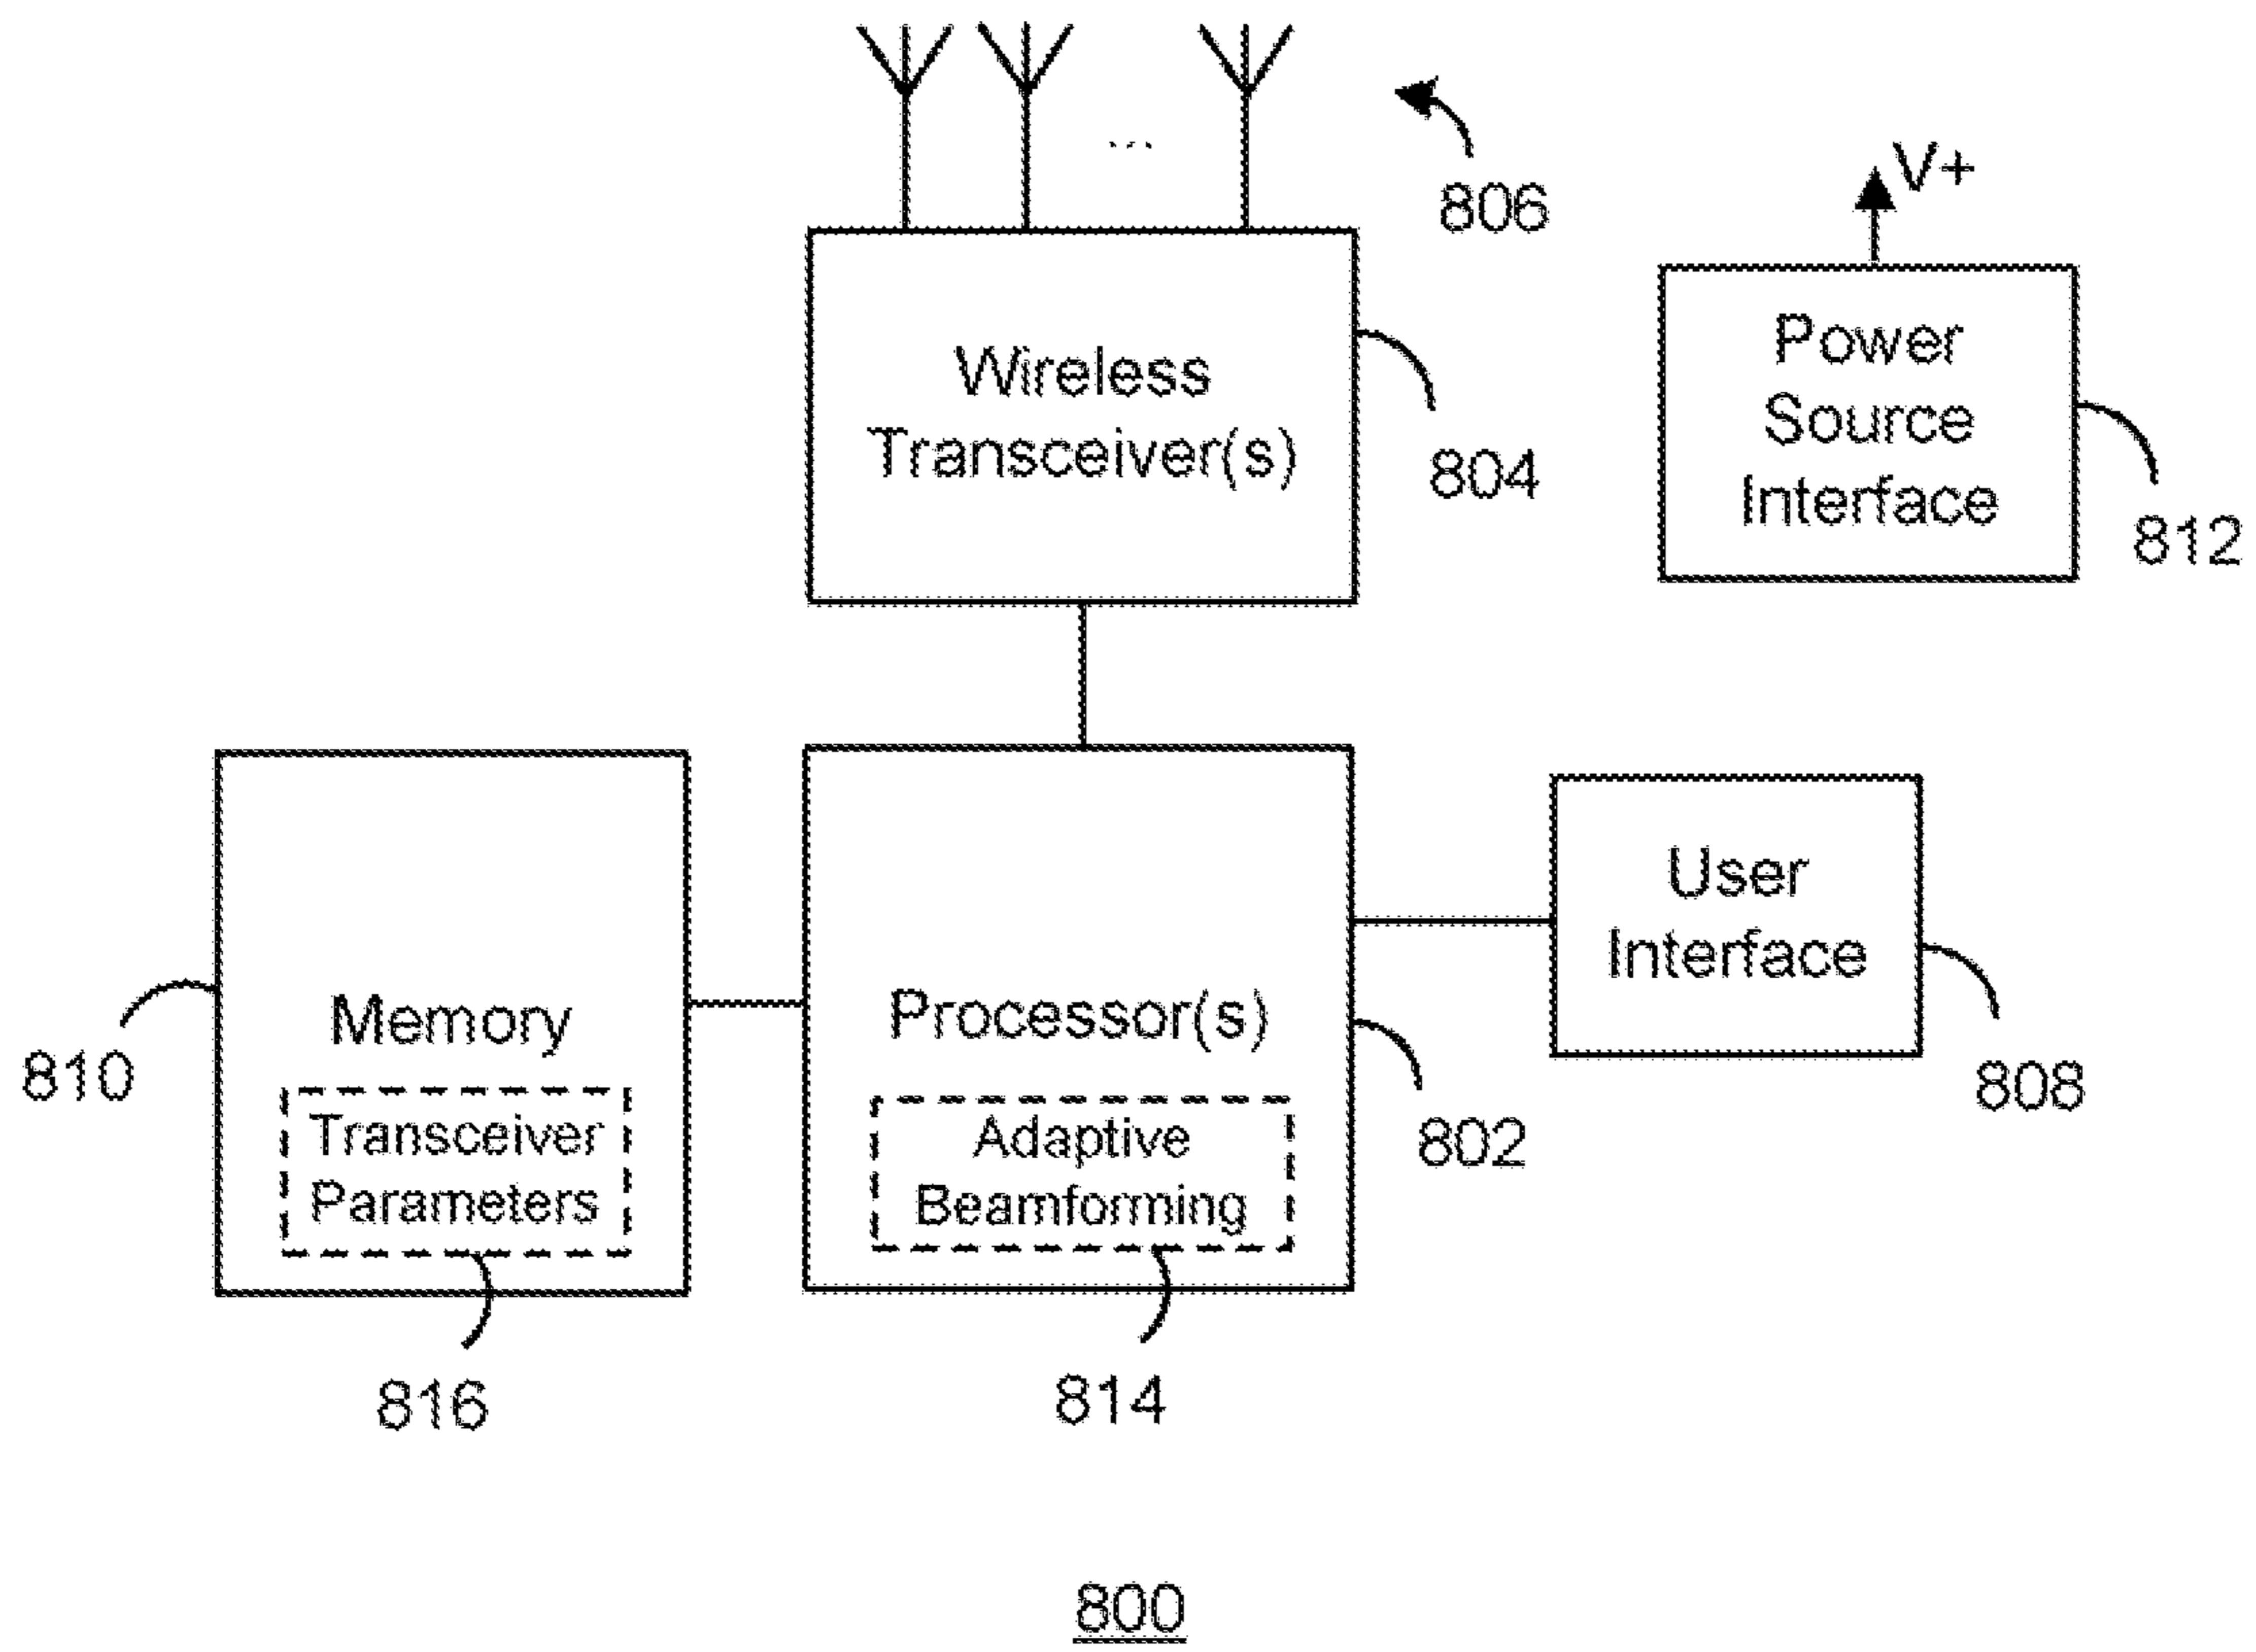 806
V+
Wireless
Transceiver(s)
804
Power
Source
Interface
812
Memory
810
Transceiver
Parameters
816
Processor(s)
802
Adaptive
Beamforming
814
User
Interface
808
800